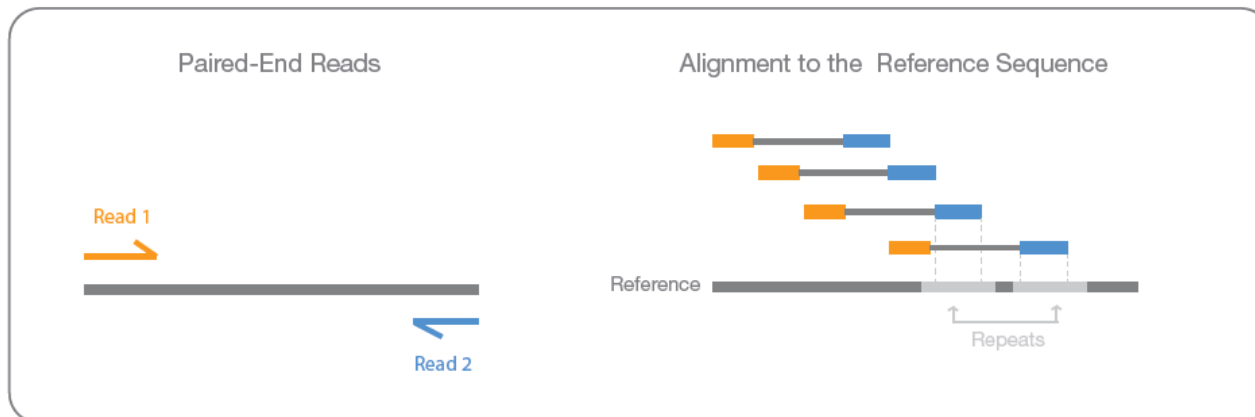 Paired-End Reads
Read 1
Read 2
Alignment to the Reference Sequence
Reference
Repeats